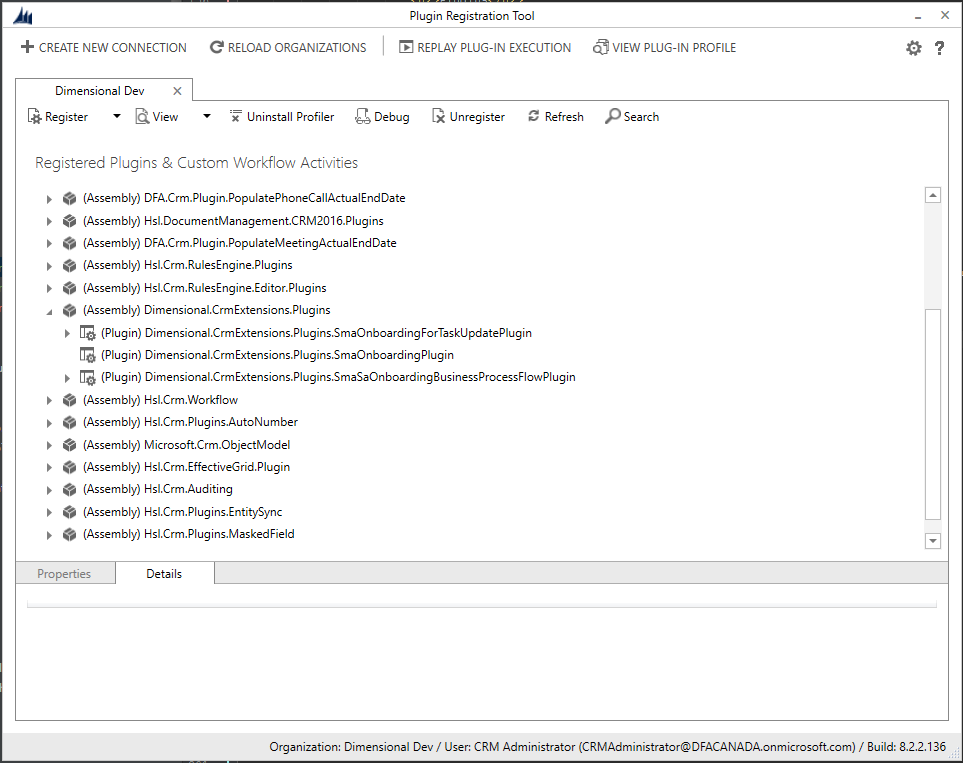 Plugin Registration Tool
CREATE NEW CONNECTION RELOAD ORGANIZATIONS REPLAY PLUG-IN EXECUTION VIEW PLUG-IN PROFILE ?
Dimensional Dev
Register View Uninstall Profiler Debug Unregister Refresh Search
Registered Plugins & Custom Workflow Activities
(Assembly) DFA.Crm.Plugin.PopulatePhoneCallActualEndDate
(Assembly) Hsl.DocumentManagement.CRM2016.Plugins
(Assembly) DFA.Crm.Plugin.PopulateMeetingActualEndDate
(Assembly) Hsl.Crm.RulesEngine.Plugins
(Assembly) Hsl.Crm.RulesEngine.Editor.Plugins
(Assembly) Dimensional.CrmExtensions.Plugins
(Plugin) Dimensional.CrmExtensions.Plugins.SmaOnboardingForTaskUpdatePlugin
(Plugin) Dimensional.CrmExtensions.Plugins.SmaOnboardingPlugin
(Plugin) Dimensional.CrmExtensions.Plugins.SmaSaOnboardingBusinessProcessFlowPlugin
(Assembly) Hsl.Crm.Workflow
(Assembly) Hsl.Crm.Plugins.AutoNumber
(Assembly) Microsoft.Crm.ObjectModel
(Assembly) Hsl.Crm.EffectiveGrid.Plugin
(Assembly) Hsl.Crm.Auditing
(Assembly) Hsl.Crm.Plugins.EntitySync
(Assembly) Hsl.Crm.Plugins.MaskedField
Properties Details
Organization: Dimensional Dev / User: CRM Administrator (CRMAdministrator@DFACANADA.onmicrosoft.com) / Build: 8.2.2.136